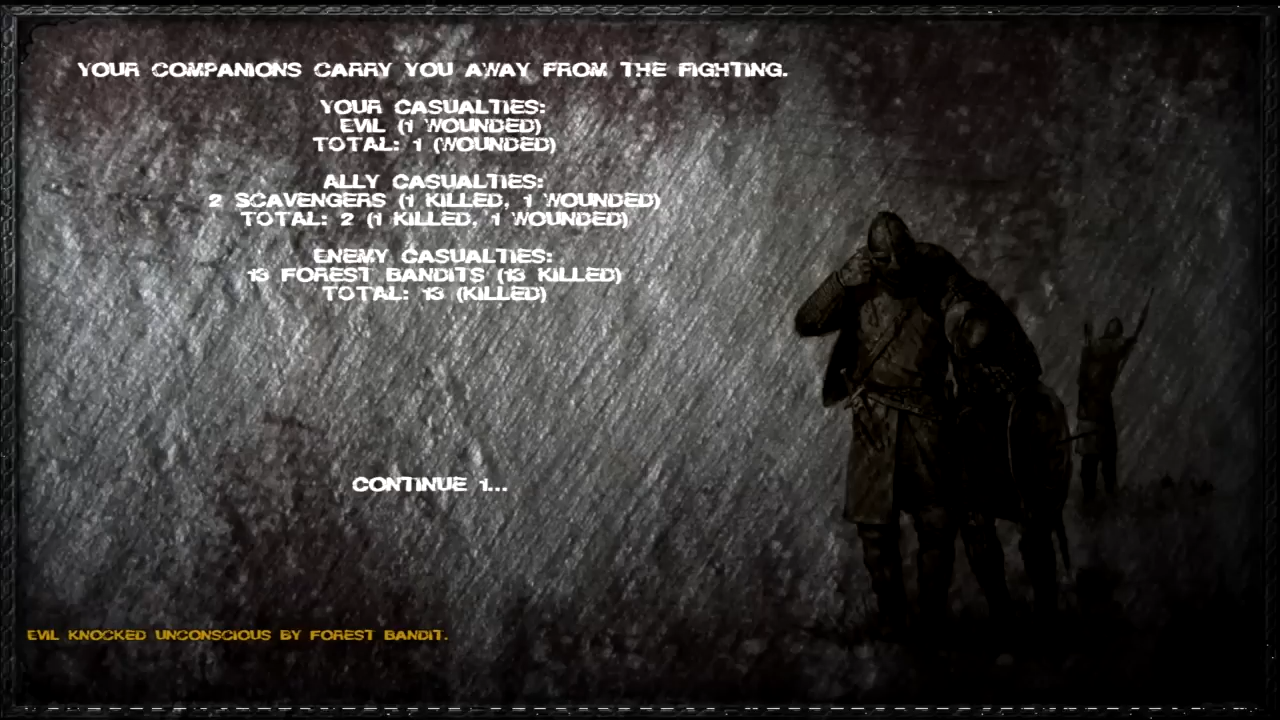 YOUR COMPANIONS CARRY YOU AWAY FROM THE FIGHTING.
YOUR CASUALTIES:
EVIL (1 WOUNDED)
TOTAL: 1 (WOUNDED)
ALLY CASUALTIES:
2 SCAVENGERS (1 KILLED, 1 WOUNDED)
TOTAL: 2 (1 KILLED, 1 WOUNDED)
ENEMY CASUALTIES:
13 FOREST BANDITS (13 KILLED)
TOTAL: 13 (KILLED)
CONTINUE 1...
EVIL KNOCKED UNCONSCIOUS BY FOREST BANDIT.